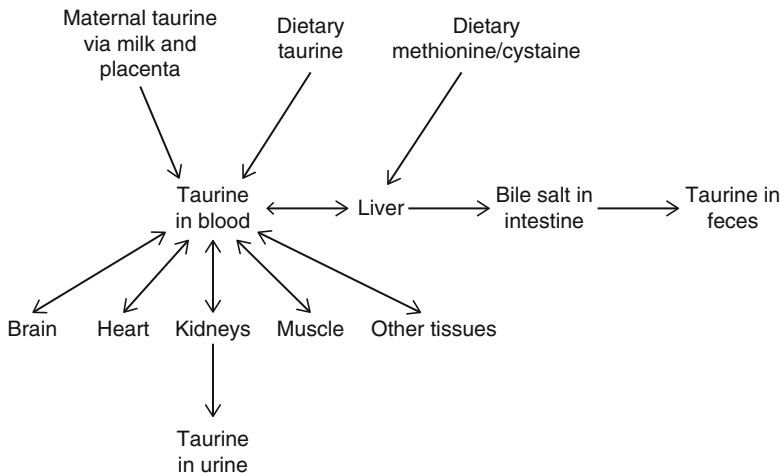 Maternal taurine
via milk and
placenta
Dietary
taurine
Dietary
methionine/cystaine
Taurine
in blood
Liver
Bile salt in
intestine
Taurine in
feces
Brain
Heart
Kidneys
Muscle
Other tissues
Taurine
in urine